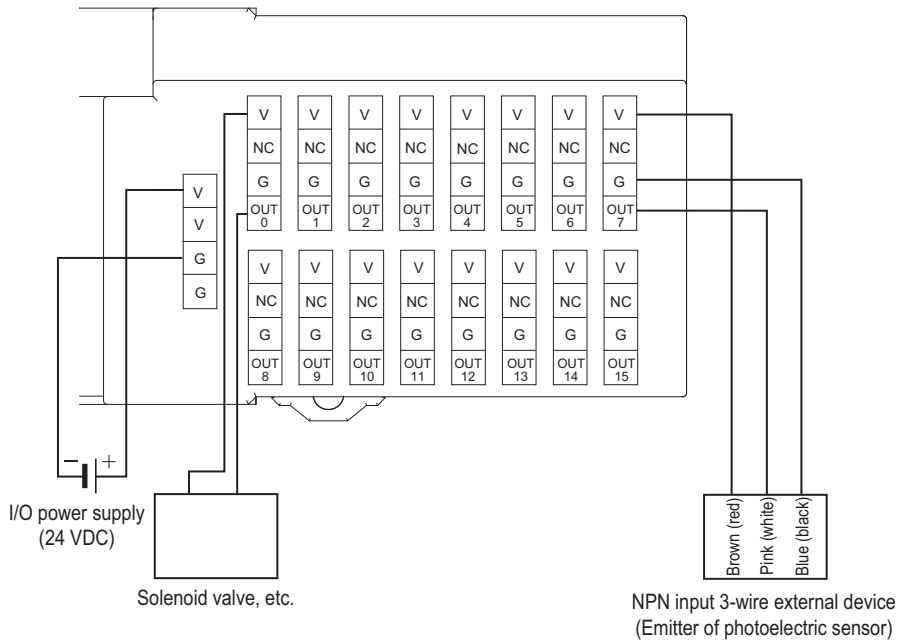 V V V V V V V V
NC NC NC NC NC NC NC NC
G G G G G G G G
OUT OUT OUT OUT OUT OUT OUT OUT
0 1 2 3 4 5 6 7
V
V
G
G
V V V V V V V V
NC NC NC NC NC NC NC NC
G G G G G G G G
OUT OUT OUT OUT OUT OUT OUT OUT
8 9 10 11 12 13 14 15
− +
I/O power supply
(24 VDC)
Solenoid valve, etc.
Brown (red)
Pink (white)
Blue (black)
NPN input 3-wire external device
(Emitter of photoelectric sensor)